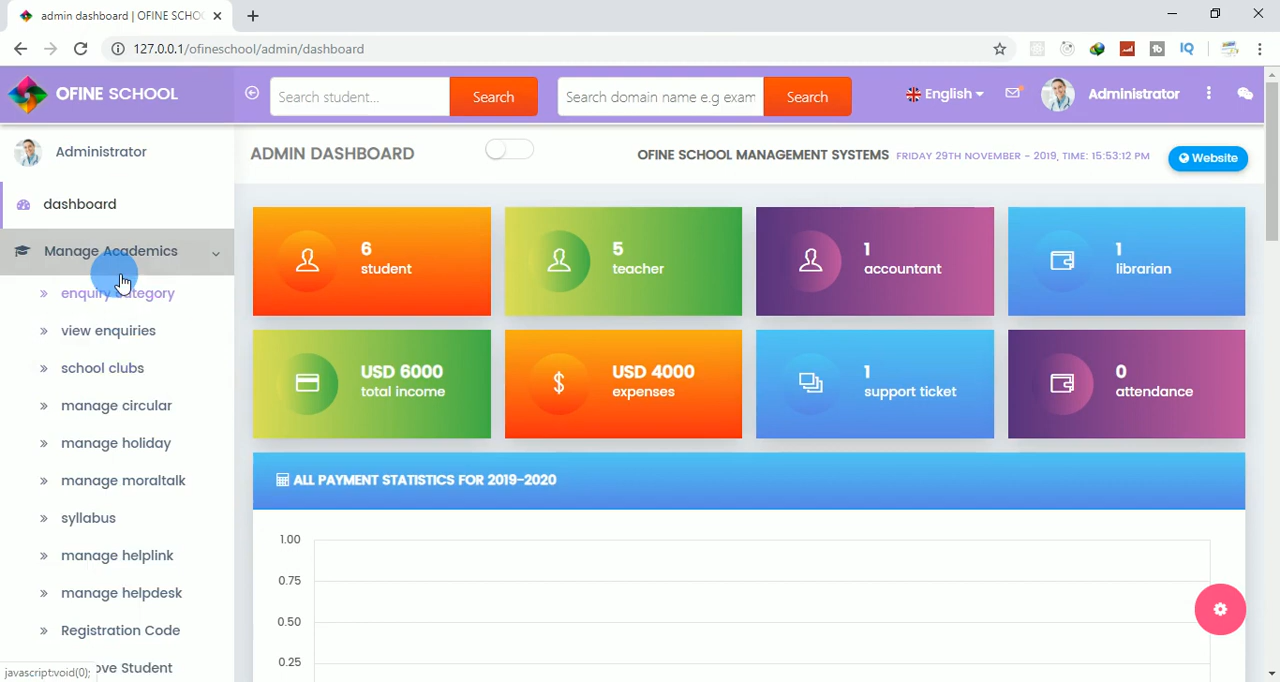 admin dashboard | OFINE SCHO
127.0.0.1/ofineschool/admin/dashboard
IQ
OFINE SCHOOL
Search student...
Search
Search domain name e.g exam
Search
English
Administrator
Administrator
ADMIN DASHBOARD
OFINE SCHOOL MANAGEMENT SYSTEMS
FRIDAY 29TH NOVEMBER - 2019, TIME: 15:53:12 PM
Website
dashboard
Manage Academics
enquiry category
view enquiries
school clubs
manage circular
manage holiday
manage moraltalk
syllabus
manage helplink
manage helpdesk
Registration Code
ove Student
javascript:void(0);
6
student
5
teacher
1
accountant
1
librarian
USD 6000
total income
USD 4000
expenses
1
support ticket
0
attendance
ALL PAYMENT STATISTICS FOR 2019-2020
1.00
0.75
0.50
0.25